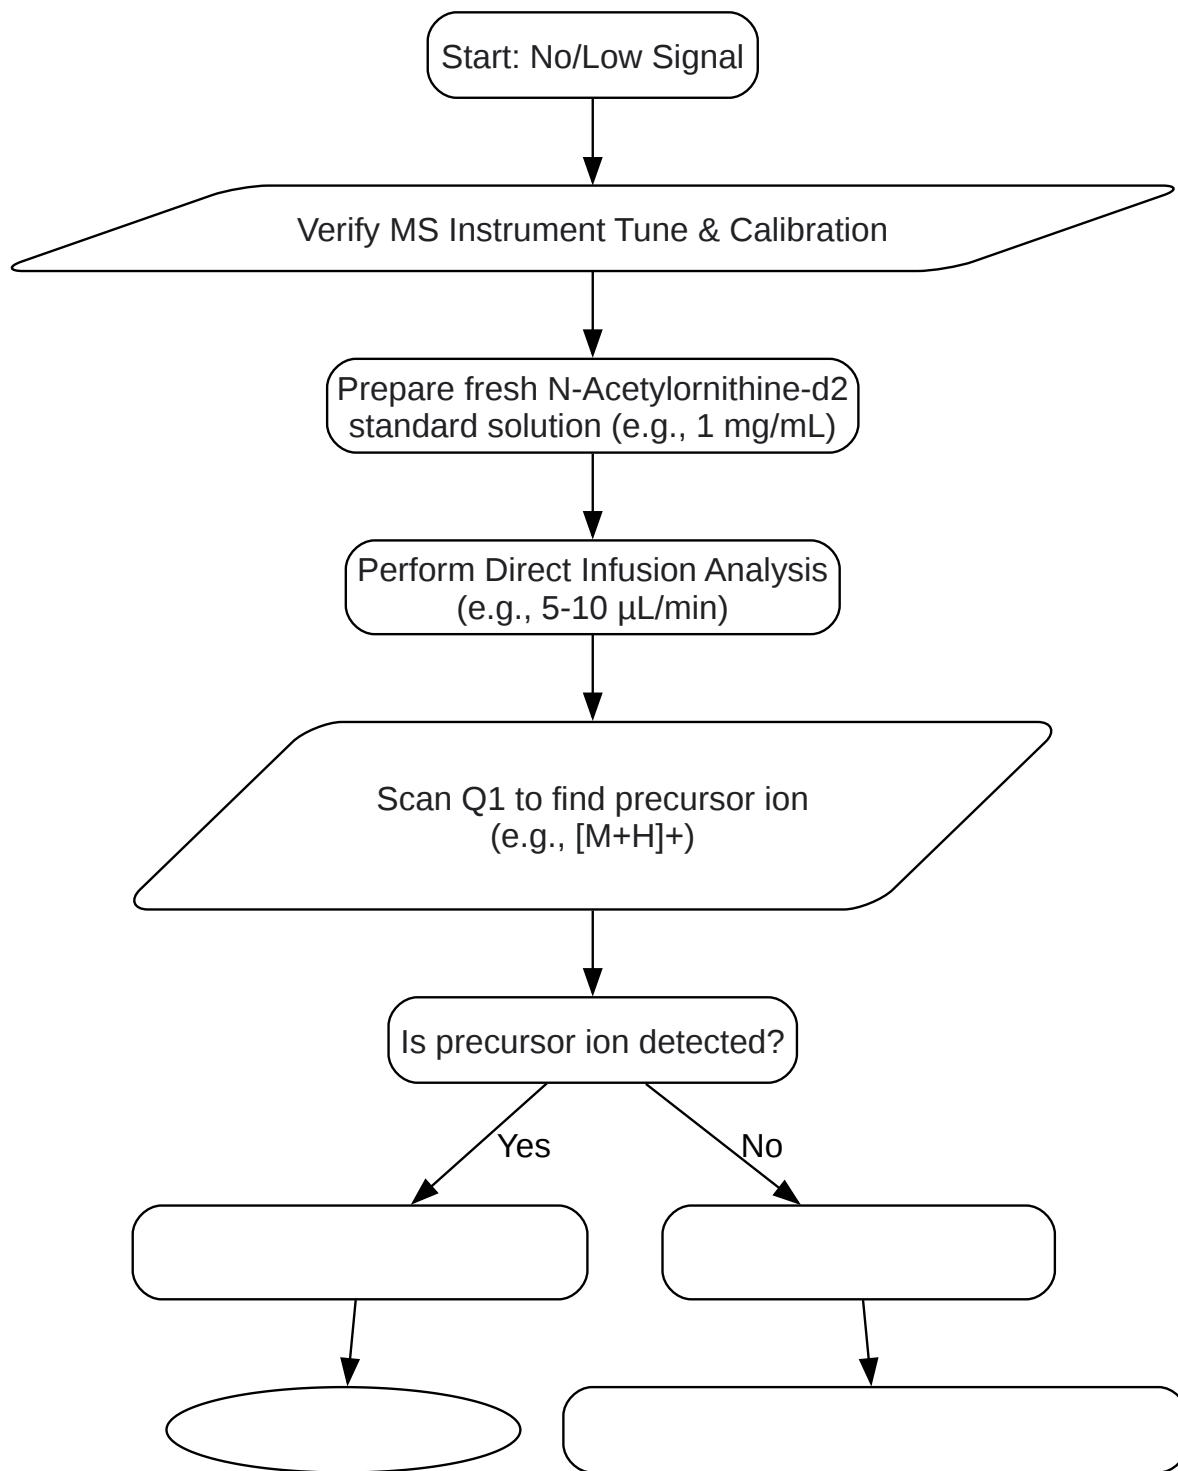 Start: No/Low Signal
Verify MS Instrument Tune & Calibration
Prepare fresh N-Acetylornithine-d2
standard solution (e.g., 1 mg/mL)
Perform Direct Infusion Analysis
(e.g., 5-10 µL/min)
Scan Q1 to find precursor ion
(e.g., [M+H]+)
Is precursor ion detected?
Yes
No